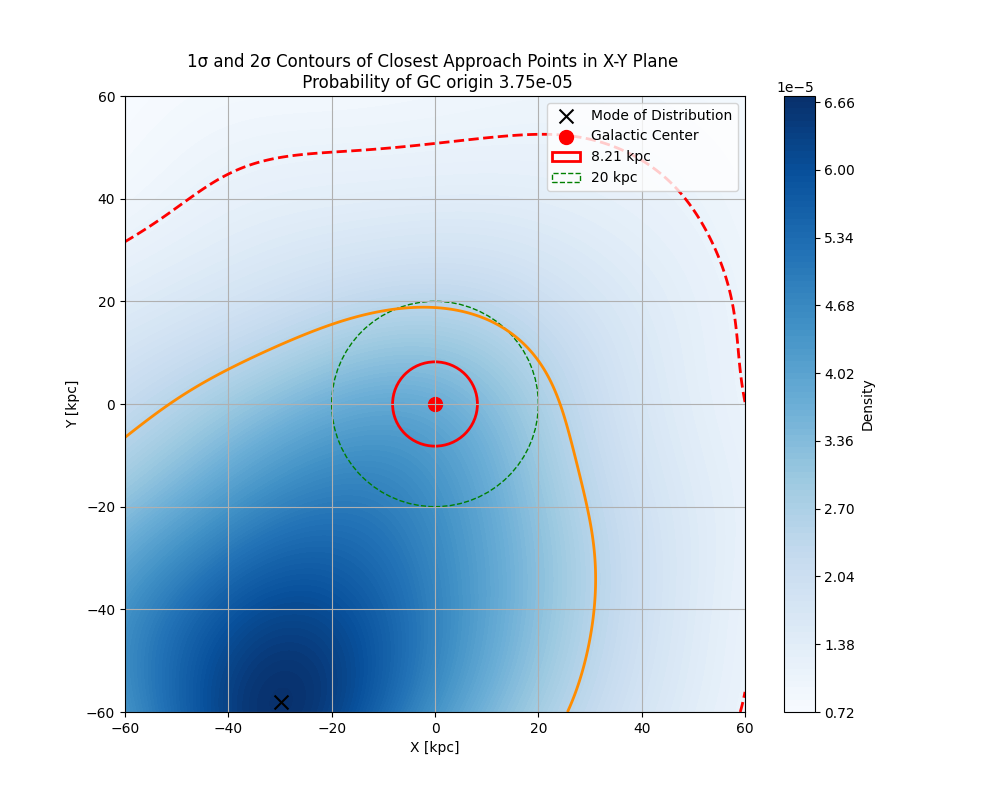 1σ and 2σ Contours of Closest Approach Points in X-Y Plane
Probability of GC origin 3.75e-05
1e−5
Mode of Distribution
Galactic Center
8.21 kpc
20 kpc
60
40
20
0
−20
−40
−60
Y [kpc]
−60
−40
−20
0
20
40
60
X [kpc]
6.66
6.00
5.34
4.68
4.02
3.36
2.70
2.04
1.38
0.72
Density